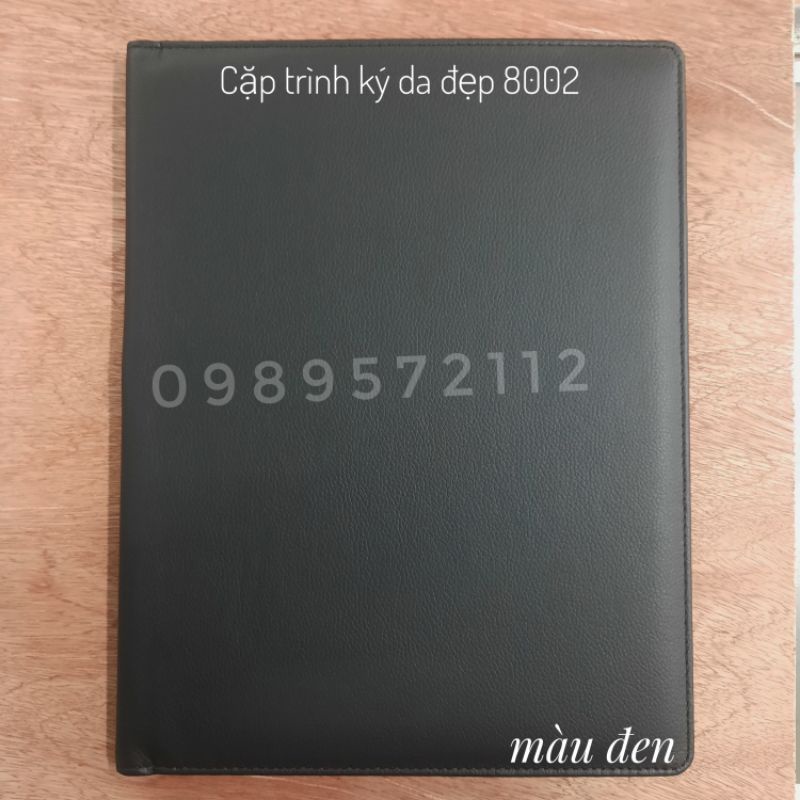 Cặp trình ký da đẹp 8002
0989572112
màu đen